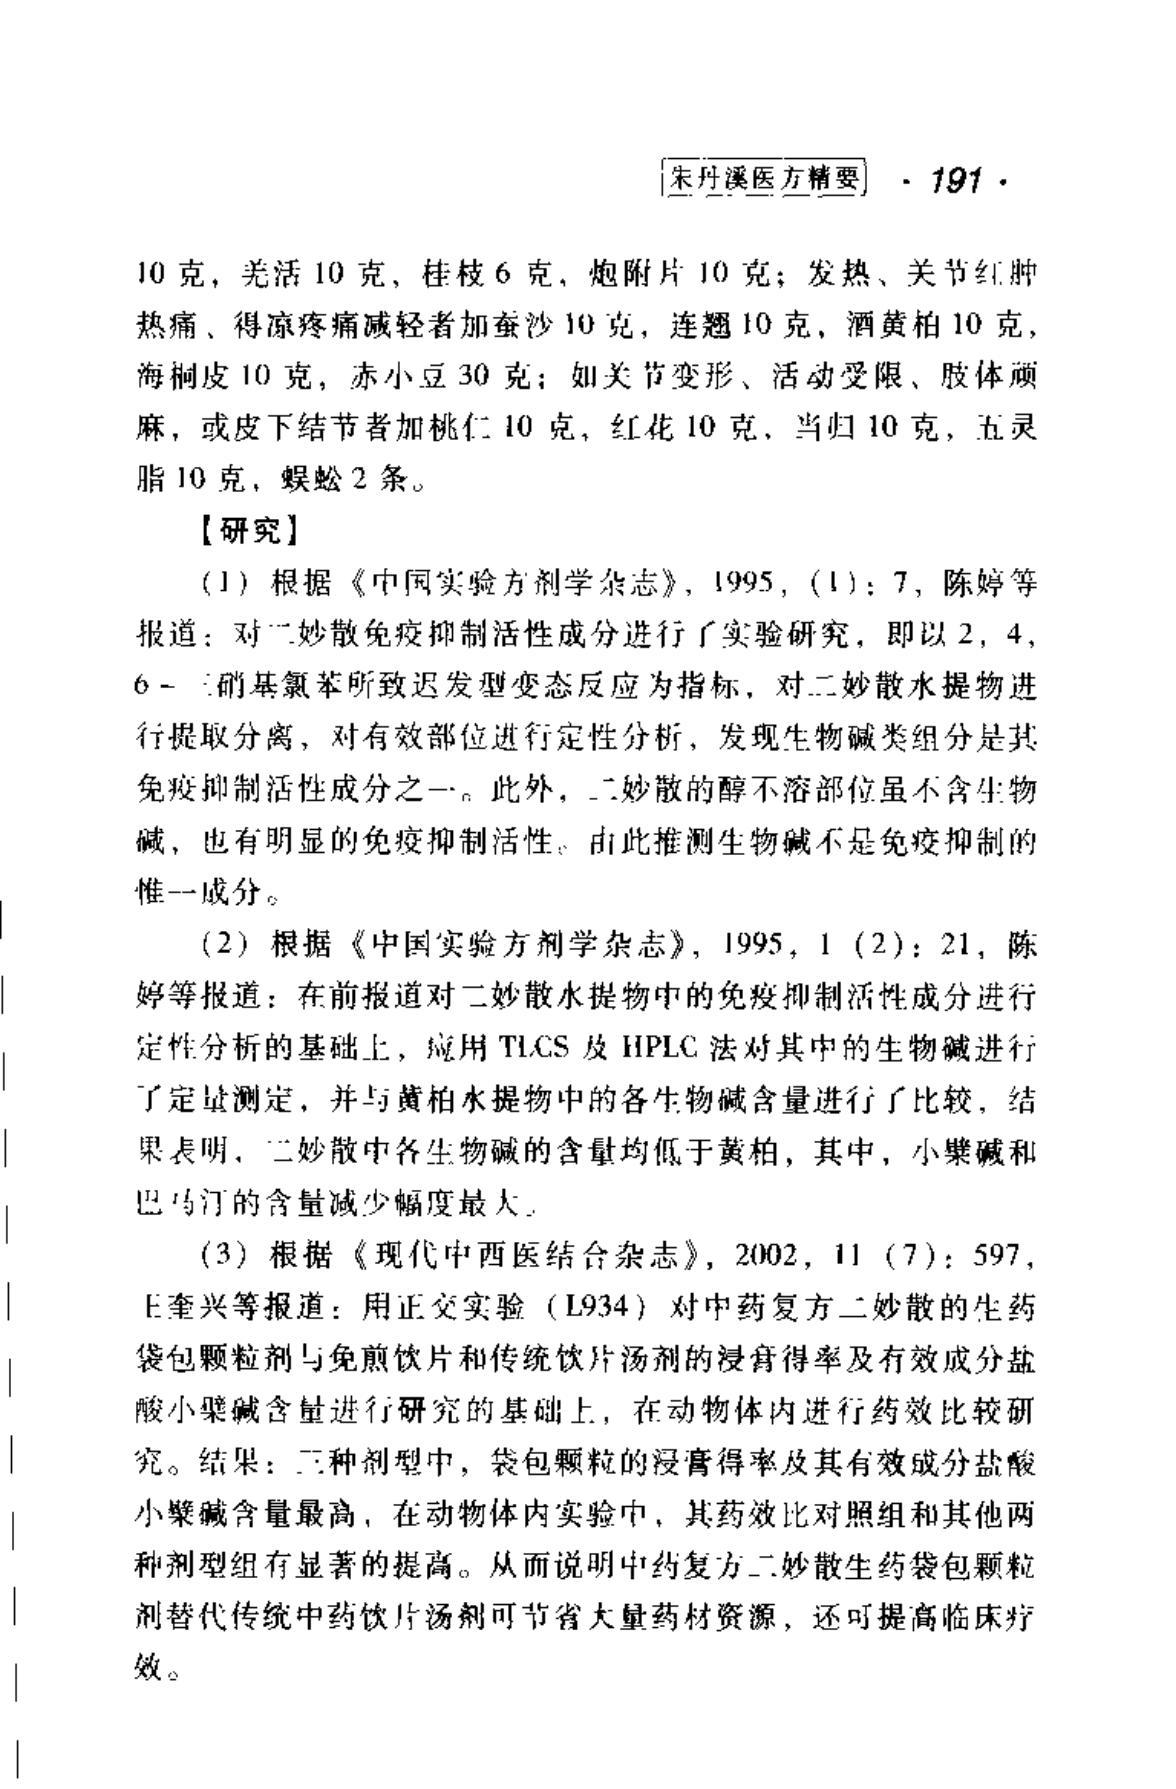 朱丹溪医方精要 · 191 ·
10 克，羌活 10 克，桂枝 6 克，炮附片 10 克；发热、关节红肿
热痛、得凉疼痛减轻者加蚕沙 10 克，连翘 10 克，酒黄柏 10 克，
海桐皮 10 克，赤小豆 30 克；如关节变形、活动受限、肢体顽
麻，或皮下结节者加桃仁 10 克，红花 10 克，当归 10 克，五灵
脂 10 克，蜈蚣 2 条。
【研究】
（1）根据《中国实验方剂学杂志》，1995，（1）：7，陈婷等
报道：对二妙散免疫抑制活性成分进行了实验研究，即以 2，4，
6－三硝基氯苯所致迟发型变态反应为指标，对二妙散水提物进
行提取分离，对有效部位进行定性分析，发现生物碱类组分是其
免疫抑制活性成分之一。此外，二妙散的醇不溶部位虽不含生物
碱，也有明显的免疫抑制活性。由此推测生物碱不是免疫抑制的
惟一成分。
（2）根据《中国实验方剂学杂志》，1995，1（2）：21，陈
婷等报道：在前报道对二妙散水提物中的免疫抑制活性成分进行
定性分析的基础上，应用 TLCS 及 HPLC 法对其中的生物碱进行
了定量测定，并与黄柏水提物中的各生物碱含量进行了比较，结
果表明，二妙散中各生物碱的含量均低于黄柏，其中，小檗碱和
巴马汀的含量减少幅度最大。
（3）根据《现代中西医结合杂志》，2002，11（7）：597，
王奎兴等报道：用正交实验（L934）对中药复方二妙散的生药
袋包颗粒剂与免煎饮片和传统饮片汤剂的浸膏得率及有效成分盐
酸小檗碱含量进行研究的基础上，在动物体内进行药效比较研
究。结果：三种剂型中，袋包颗粒的浸膏得率及其有效成分盐酸
小檗碱含量最高，在动物体内实验中，其药效比对照组和其他两
种剂型组有显著的提高。从而说明中药复方二妙散生药袋包颗粒
剂替代传统中药饮片汤剂可节省大量药材资源，还可提高临床疗
效。